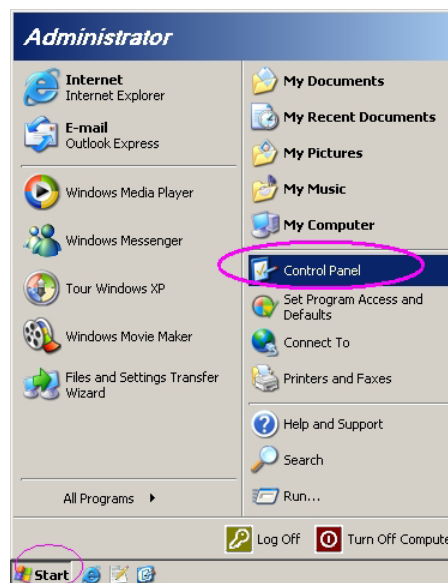 Administrator
Internet
Internet Explorer
E-mail
Outlook Express
Windows Media Player
Windows Messenger
Tour Windows XP
Windows Movie Maker
Files and Settings Transfer
Wizard
All Programs
My Documents
My Recent Documents
My Pictures
My Music
My Computer
Control Panel
Set Program Access and
Defaults
Connect To
Printers and Faxes
Help and Support
Search
Run...
Log Off
Turn Off Compute
Start